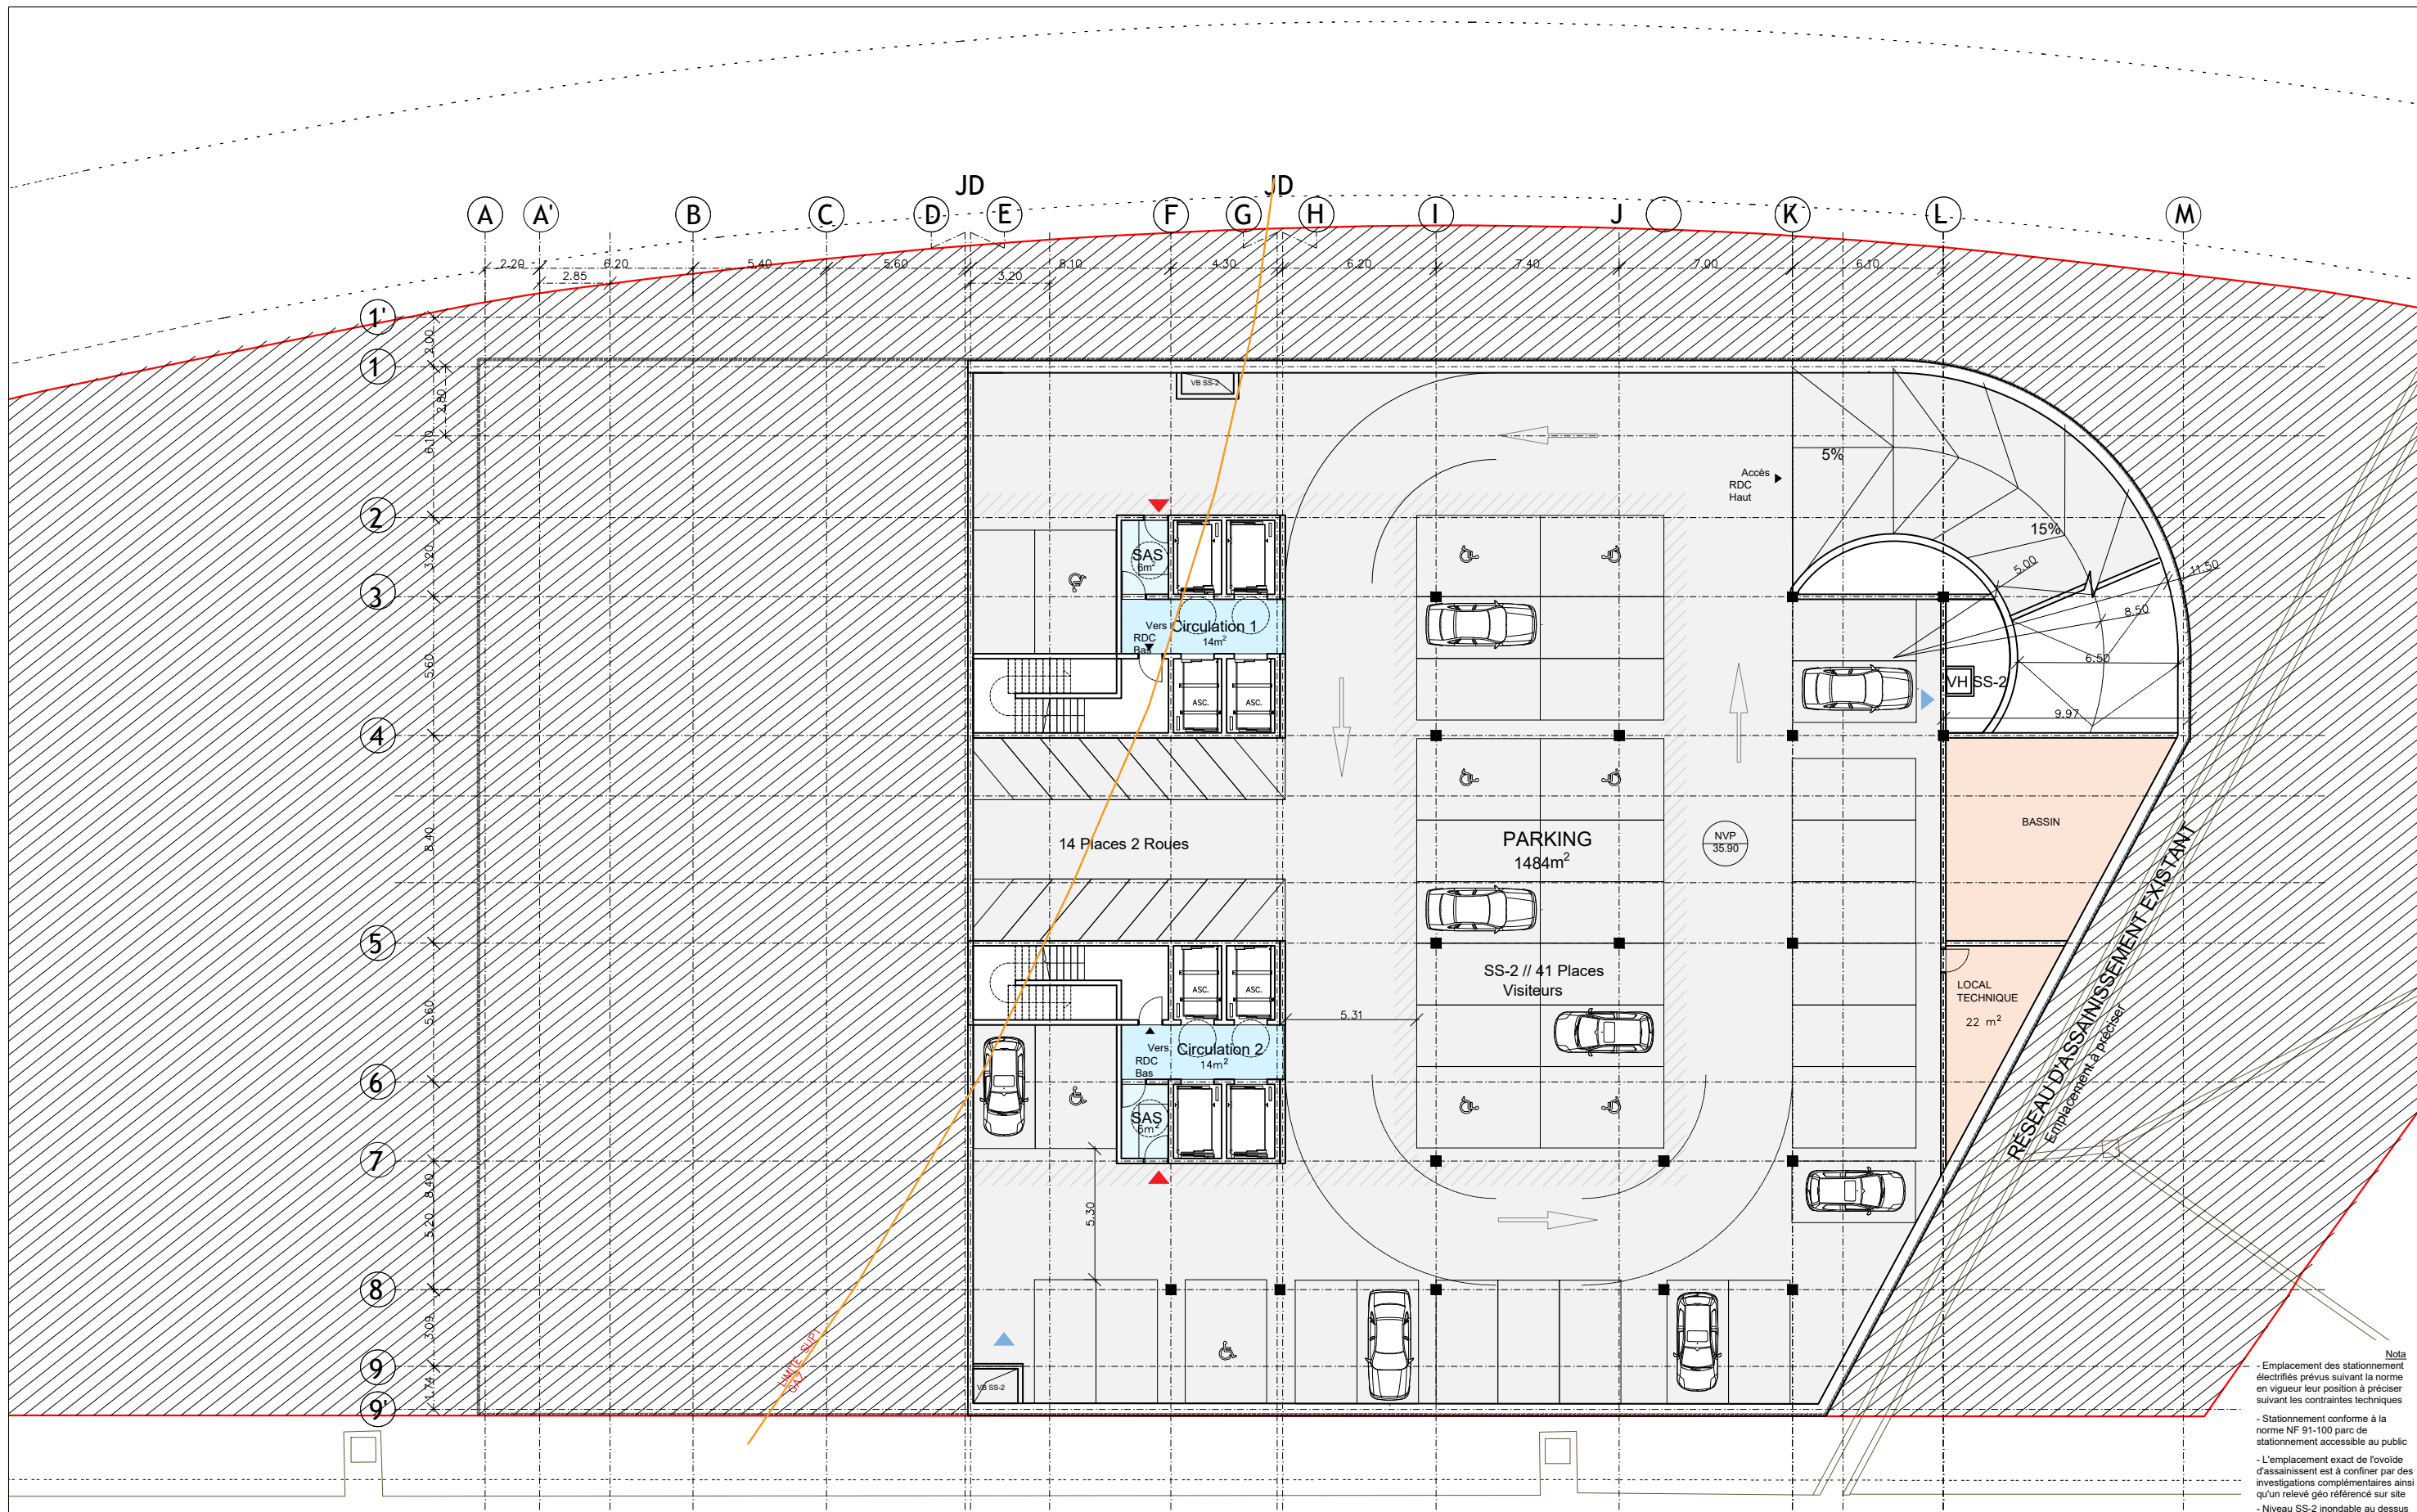 JD
JD
A
A'
B
C
D
E
F
G
H
I
J
K
L
M
2.20
6.20
5.40
5.60
8.10
4.30
6.20
7.40
7.00
6.10
2.85
3.20
1'
2.00
1
2.80
6.10
2
3.20
3
5.60
4
8.40
5
5.60
6
7
8.40
5.20
8
3.09
9
1.74
9'
VB SS-2
5%
Accès
RDC
Haut
15%
SAS
6m²
5.00
11.50
8.50
Vers
RDC
Bas
Circulation 1
14m²
6.50
VH SS-2
ASC.
ASC.
9.97
BASSIN
14 Places 2 Roues
PARKING
1484m²
NVP
35.90
SS-2 // 41 Places
Visiteurs
ASC.
ASC.
LOCAL
TECHNIQUE
22 m²
5.31
Vers
RDC
Bas
Circulation 2
14m²
SAS
6m²
RÉSEAU D'ASSAINISSEMENT EXISTANT
Emplacement à préciser
5.30
LIMITE SUP1
GAZ
VB SS-2
Nota
- Emplacement des stationnement
électrifiés prévus suivant la norme
en vigueur leur position à préciser
suivant les contraintes techniques
- Stationnement conforme à la
norme NF 91-100 parc de
stationnement accessible au public
- L'emplacement exact de l'ovoïde
d'assainissent est à confiner par des
investigations complémentaires ainsi
qu'un relevé géo référencé sur site
- Niveau SS-2 inondable au dessus